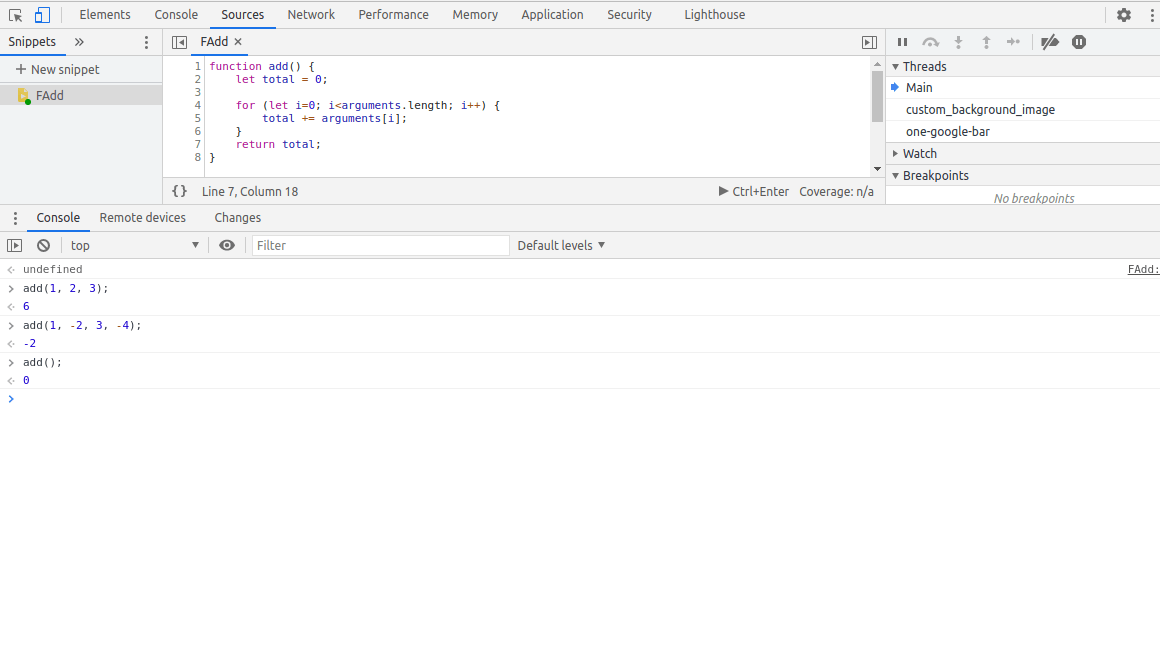 Elements Console Sources Network Performance Memory Application Security Lighthouse
Snippets FAdd
New snippet
FAdd
1 function add() {
2 let total = 0;
3
4 for (let i=0; i<arguments.length; i++) {
5 total += arguments[i];
6 }
7 return total;
8 }
{} Line 7, Column 18 Ctrl+Enter Coverage: n/a
Threads
Main
custom_background_image
one-google-bar
Watch
Breakpoints
No breakpoints
Console Remote devices Changes
top Filter Default levels
undefined FAdd:
add(1, 2, 3);
6
add(1, -2, 3, -4);
-2
add();
0